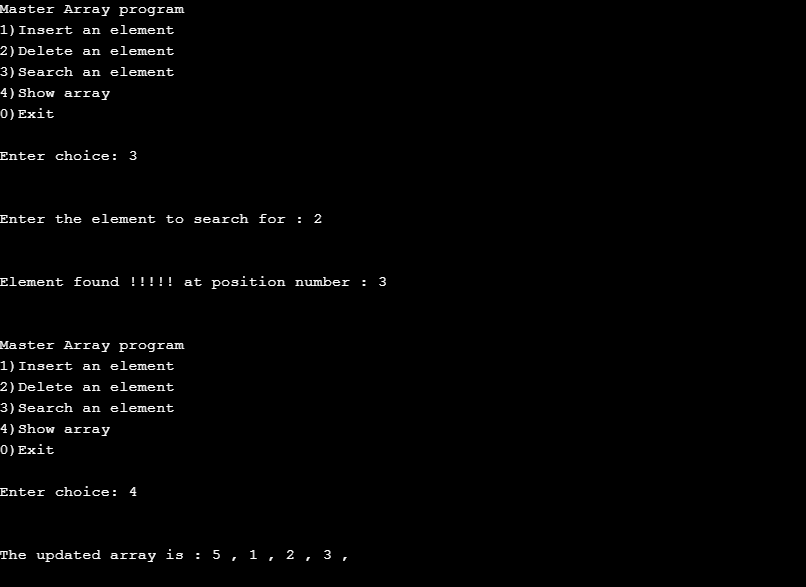 Master Array program
1)Insert an element
2)Delete an element
3)Search an element
4)Show array
0)Exit
Enter choice: 3
Enter the element to search for : 2
Element found !!!!! at position number : 3
Master Array program
1)Insert an element
2)Delete an element
3)Search an element
4)Show array
0)Exit
Enter choice: 4
The updated array is : 5 , 1 , 2 , 3 ,